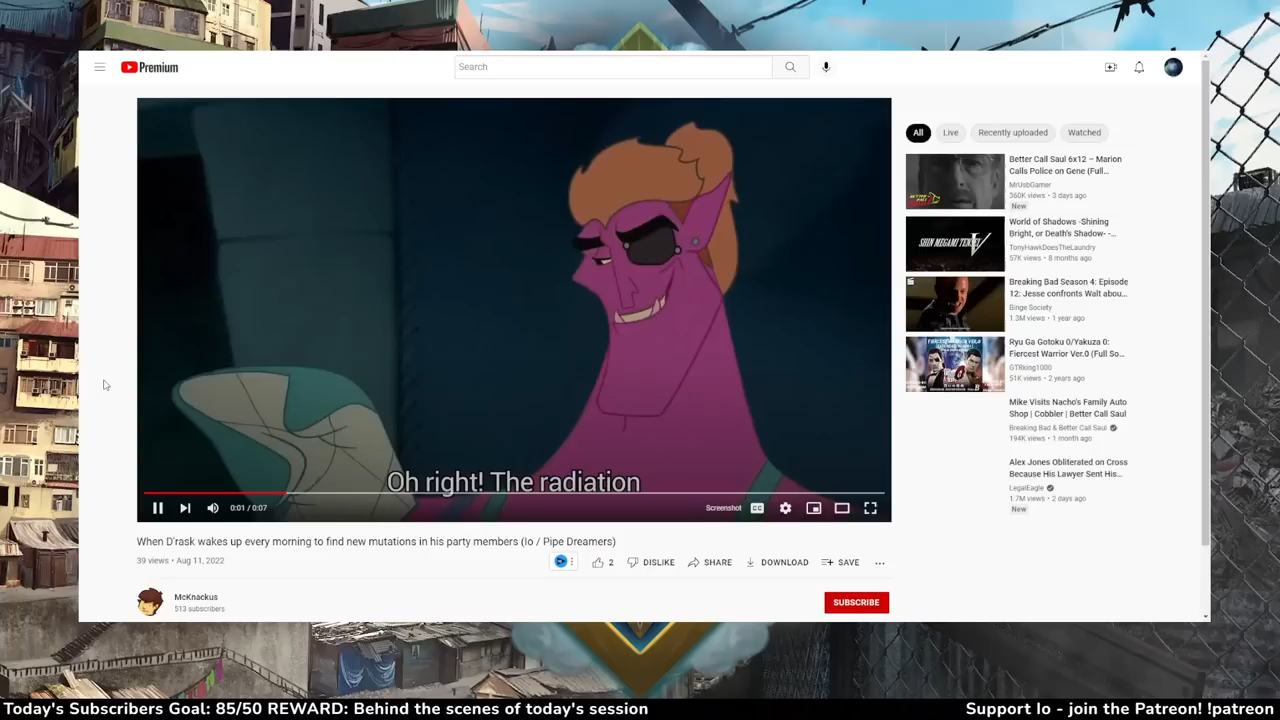 Premium
Search
All
Live
Recently uploaded
Watched
Better Call Saul 6x12 – Marion
Calls Police on Gene (Full...
MrUsbGamer
360K views • 3 days ago
New
World of Shadows -Shining
Bright, or Death's Shadow- -...
TonyHawkDoesTheLaundry
57K views • 8 months ago
SHIN MEGAMI TENSEI V
Breaking Bad Season 4: Episode
12: Jesse confronts Walt abou...
Binge Society
1.3M views • 1 year ago
Ryu Ga Gotoku 0/Yakuza 0:
Fiercest Warrior Ver.0 (Full So...
GTRking1000
51K views • 2 years ago
Mike Visits Nacho's Family Auto
Shop | Cobbler | Better Call Saul
Breaking Bad & Better Call Saul
194K views • 1 month ago
Alex Jones Obliterated on Cross
Because His Lawyer Sent His...
LegalEagle
1.7M views • 2 days ago
New
Oh right! The radiation
0:01 / 0:07
Screenshot
CC
When D'rask wakes up every morning to find new mutations in his party members (Io / Pipe Dreamers)
39 views • Aug 11, 2022
2
DISLIKE
SHARE
DOWNLOAD
SAVE
McKnackus
513 subscribers
SUBSCRIBE
Today's Subscribers Goal: 85/50 REWARD: Behind the scenes of today's session
Support Io - join the Patreon! !patreon